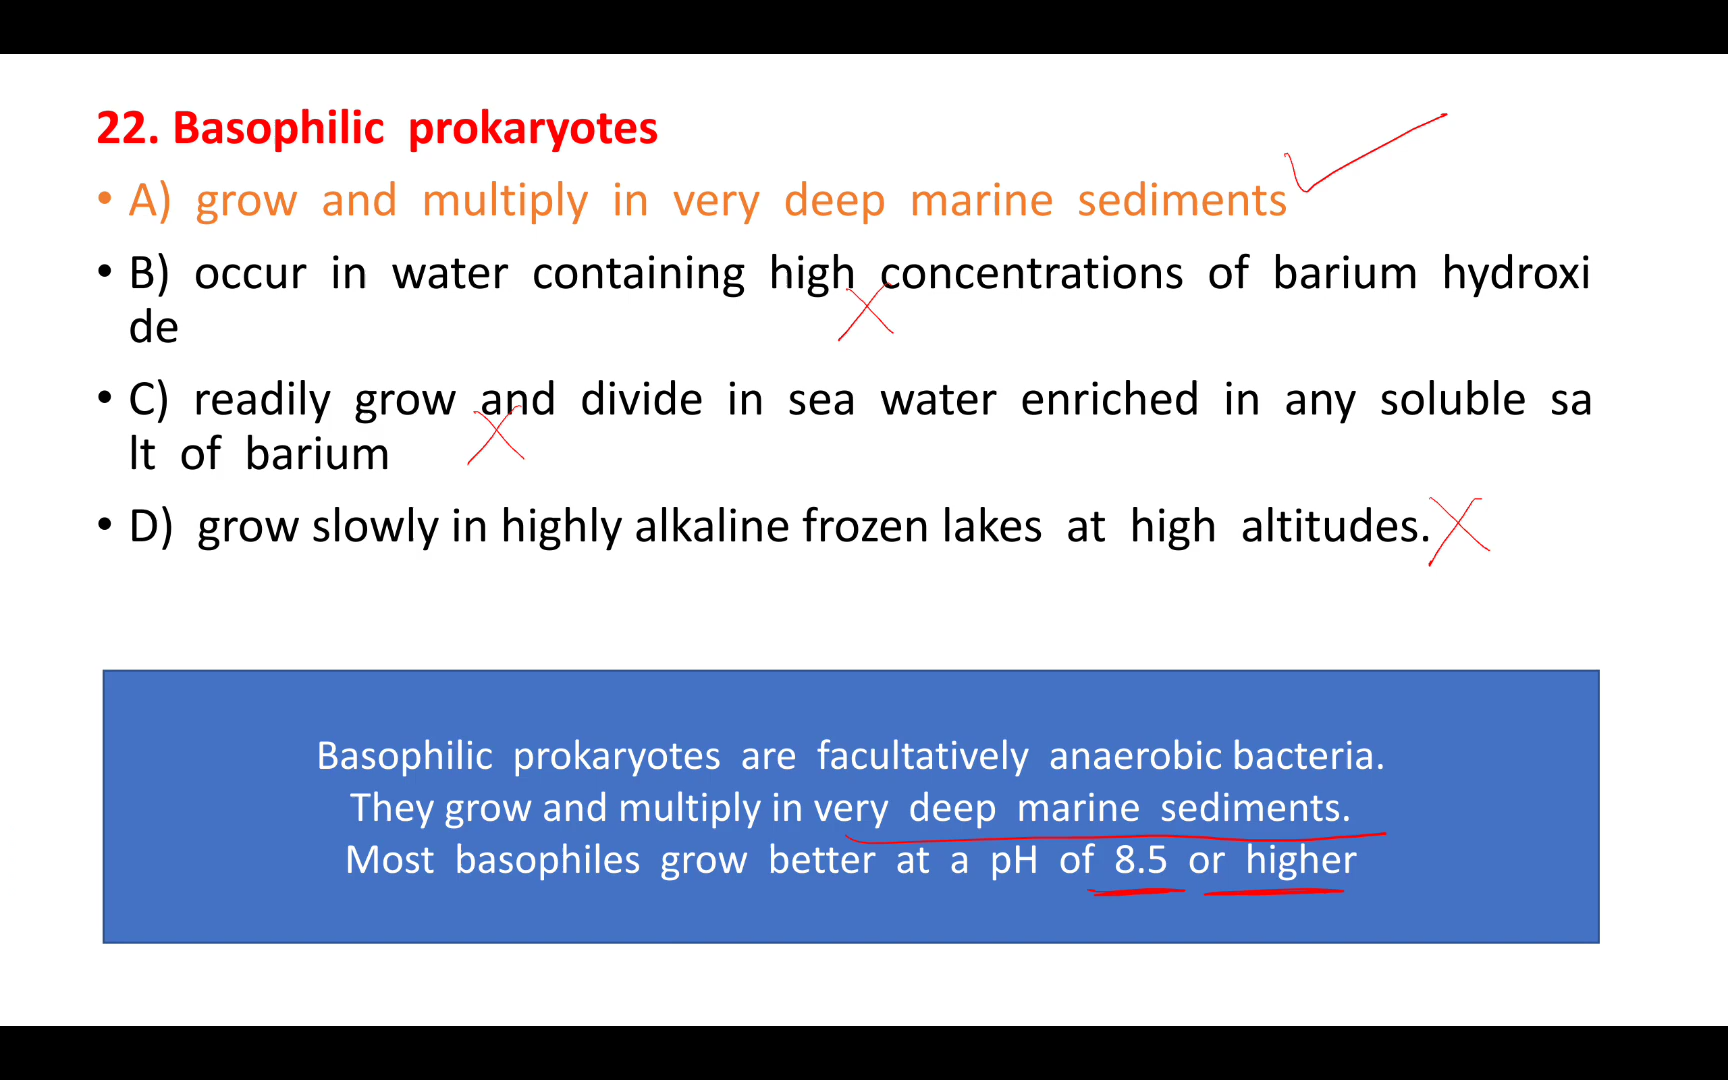 22. Basophilic prokaryotes
• A) grow and multiply in very deep marine sediments
• B) occur in water containing high concentrations of barium hydroxi
de
• C) readily grow and divide in sea water enriched in any soluble sa
lt of barium
• D) grow slowly in highly alkaline frozen lakes at high altitudes.
Basophilic prokaryotes are facultatively anaerobic bacteria.
They grow and multiply in very deep marine sediments.
Most basophiles grow better at a pH of 8.5 or higher